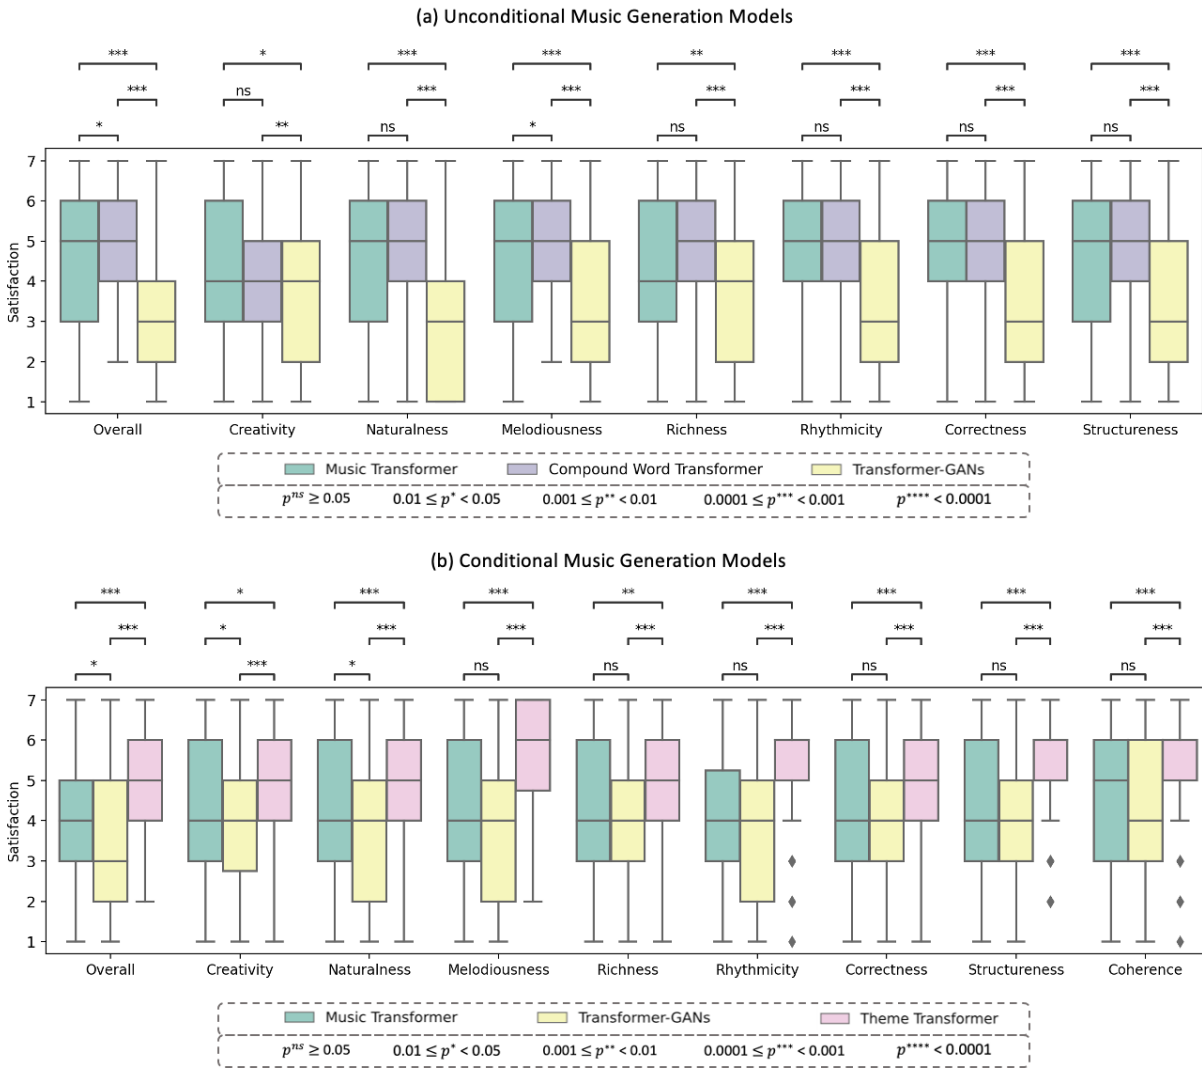 (a) Unconditional Music Generation Models
*** * *** *** ** *** *** ***
*** ns *** *** *** *** *** ***
* ** ns * ns ns ns ns
Satisfaction
7
6
5
4
3
2
1
Overall Creativity Naturalness Melodiousness Richness Rhythmicity Correctness Structureness
Music Transformer Compound Word Transformer Transformer-GANs
p^ns ≥ 0.05 0.01 ≤ p^* < 0.05 0.001 ≤ p^** < 0.01 0.0001 ≤ p^*** < 0.001 p^**** < 0.0001
(b) Conditional Music Generation Models
*** * *** *** ** *** *** *** ***
*** * *** *** *** *** *** *** ***
* *** * ns ns ns ns ns ns
Satisfaction
7
6
5
4
3
2
1
Overall Creativity Naturalness Melodiousness Richness Rhythmicity Correctness Structureness Coherence
Music Transformer Transformer-GANs Theme Transformer
p^ns ≥ 0.05 0.01 ≤ p^* < 0.05 0.001 ≤ p^** < 0.01 0.0001 ≤ p^*** < 0.001 p^**** < 0.0001